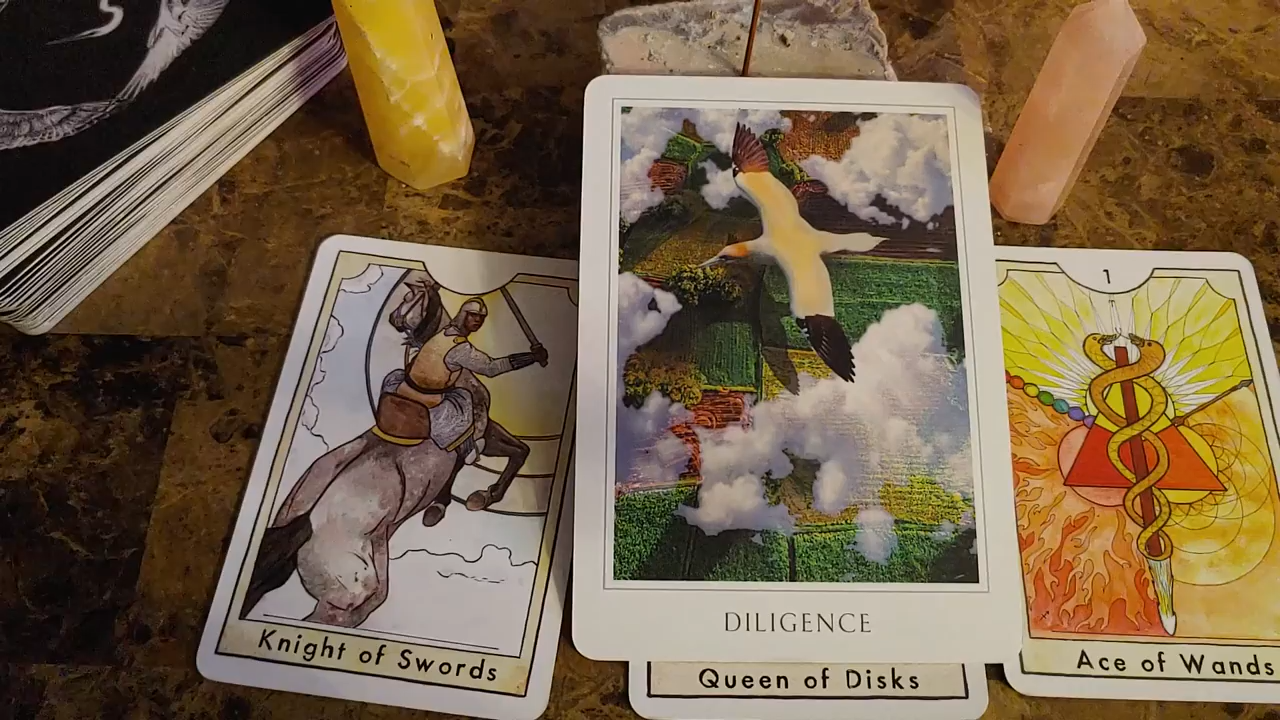 1
DILIGENCE
Knight of Swords
Queen of Disks
Ace of Wands